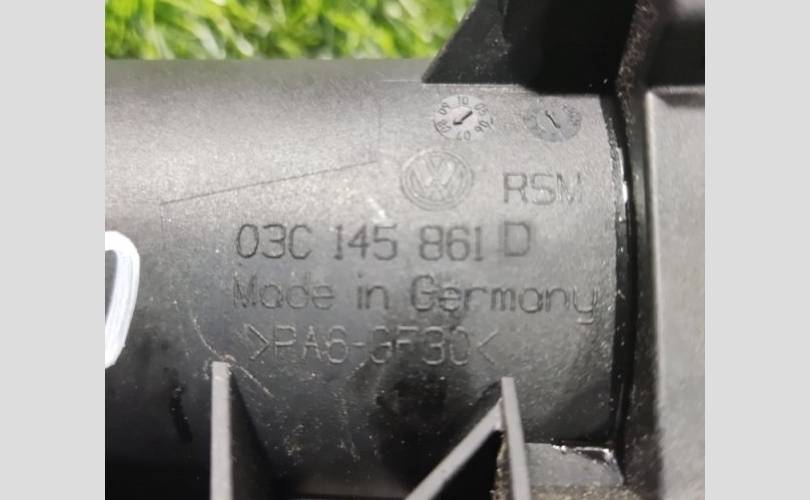 RSM
03C 145 861 D
Made in Germany
>PA6-GF30<